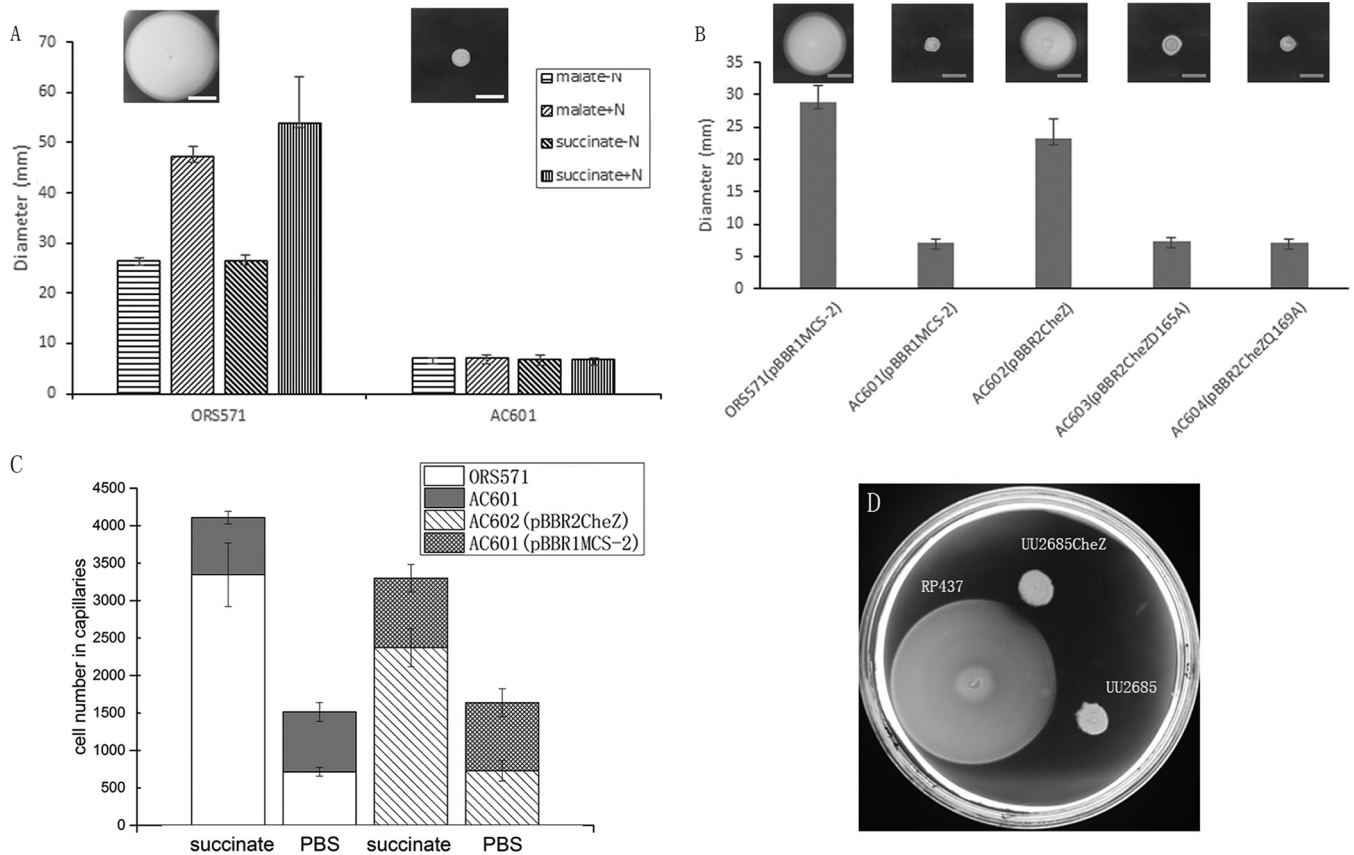 A
70
60
50
40
30
20
10
0
Diameter (mm)
malate-N
malate+N
succinate-N
succinate+N
ORS571
AC601
B
35
30
25
20
15
10
5
0
Diameter (mm)
ORS571(pBBR1MCS-2)
AC601(pBBR1MCS-2)
AC602(pBBR2CheZ)
AC603(pBBR2CheZD165A)
AC604(pBBR2CheZQ169A)
C
ORS571
AC601
AC602(pBBR2CheZ)
AC601(pBBR1MCS-2)
4500
4000
3500
3000
2500
2000
1500
1000
500
0
cell number in capillaries
succinate
PBS
succinate
PBS
D
UU2685CheZ
RP437
UU2685